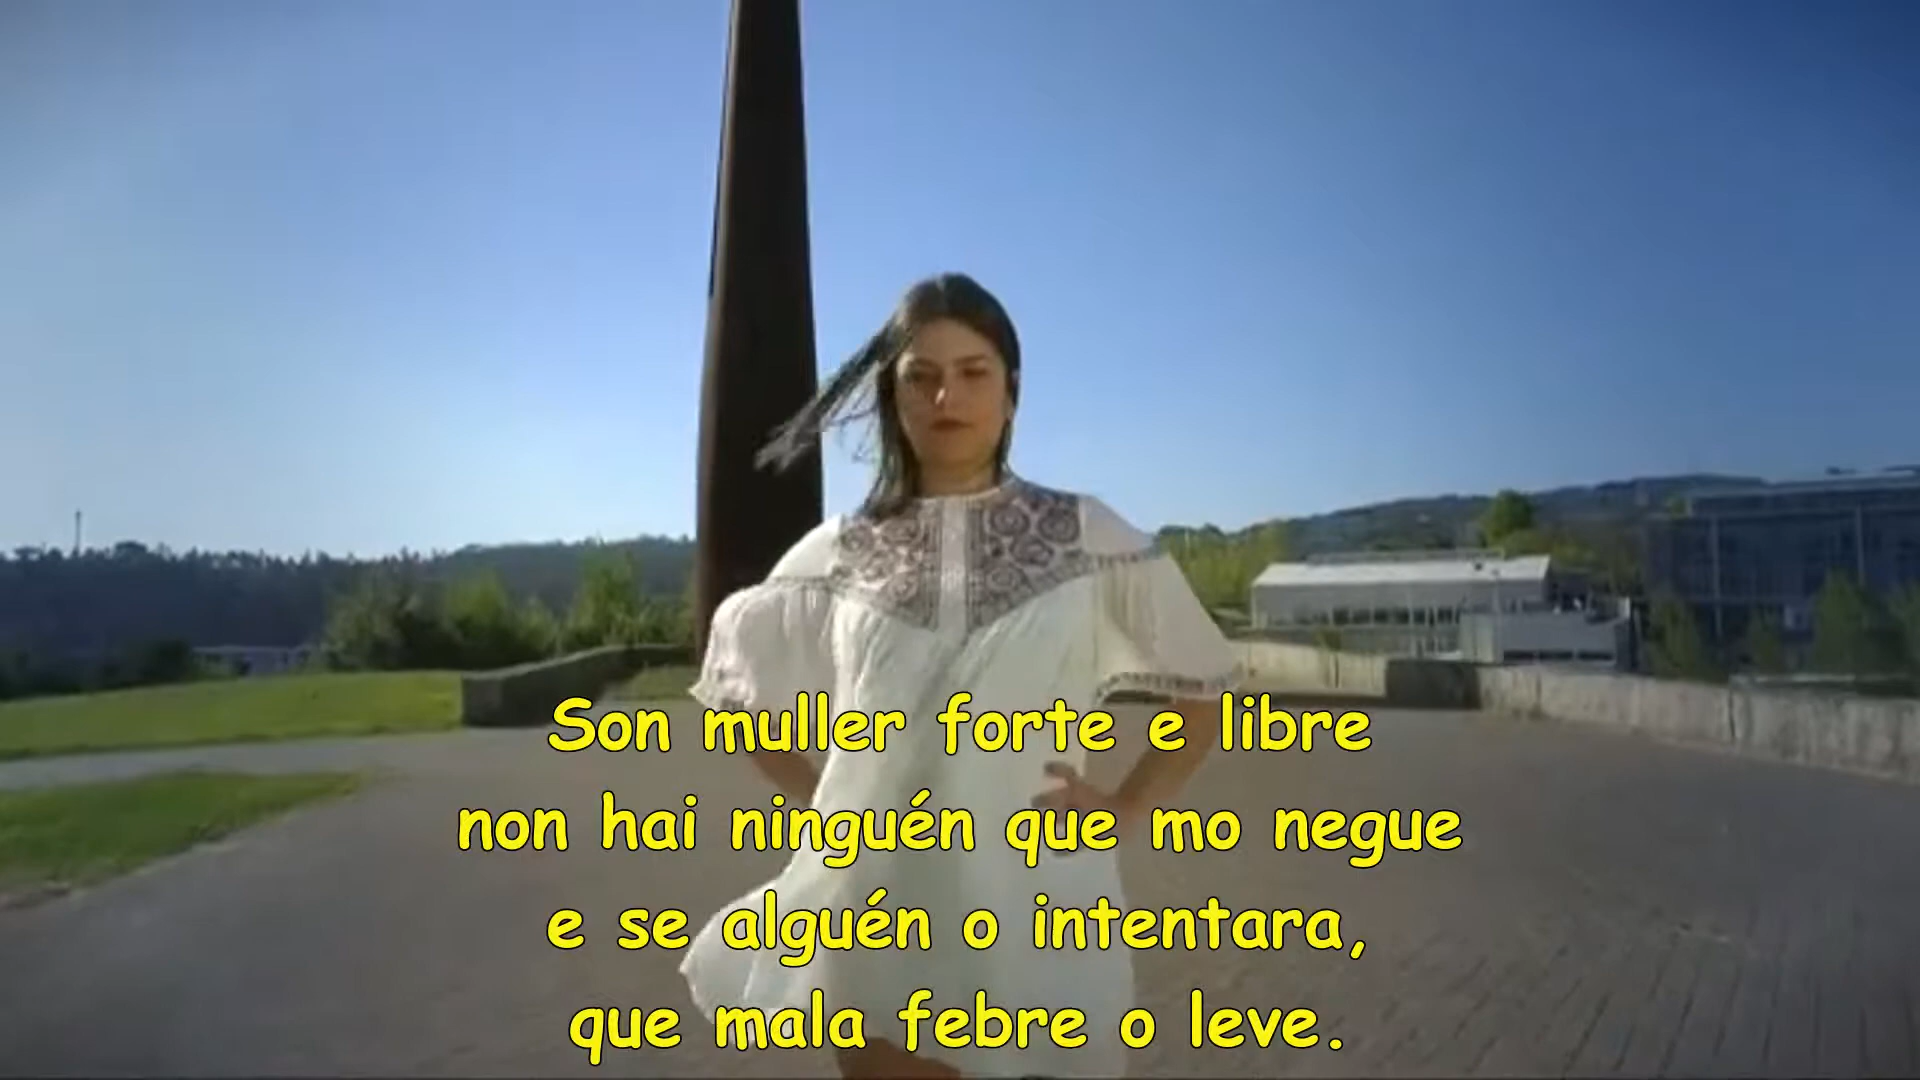 Son muller forte e libre
non hai ninguén que mo negue
e se alguén o intentara,
que mala febre o leve.